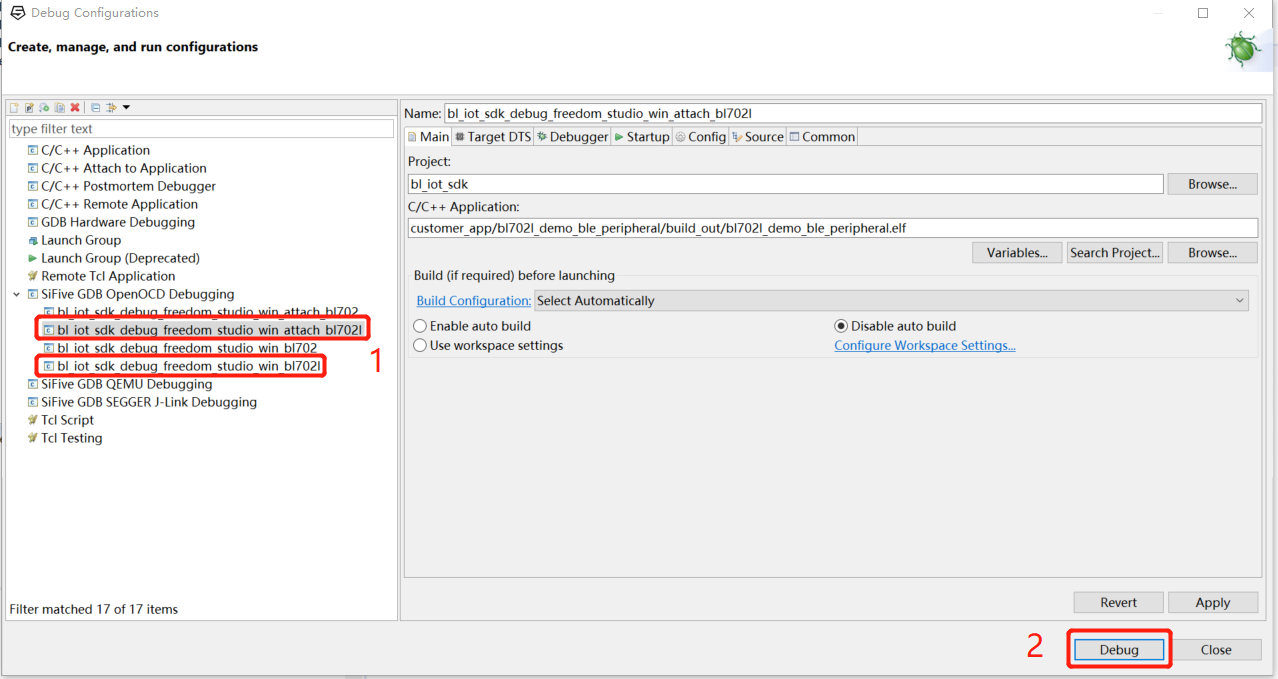 Debug Configurations
Create, manage, and run configurations
type filter text
C/C++ Application
C/C++ Attach to Application
C/C++ Postmortem Debugger
C/C++ Remote Application
GDB Hardware Debugging
Launch Group
Launch Group (Deprecated)
Remote Tcl Application
SiFive GDB OpenOCD Debugging
bl_iot_sdk_debug_freedom_studio_win_attach_bl702
bl_iot_sdk_debug_freedom_studio_win_attach_bl702l
bl_iot_sdk_debug_freedom_studio_win_bl702
bl_iot_sdk_debug_freedom_studio_win_bl702l
1
SiFive GDB QEMU Debugging
SiFive GDB SEGGER J-Link Debugging
Tcl Script
Tcl Testing
Filter matched 17 of 17 items
Name: bl_iot_sdk_debug_freedom_studio_win_attach_bl702l
Main Target DTS Debugger Startup Config Source Common
Project:
bl_iot_sdk Browse...
C/C++ Application:
customer_app/bl702l_demo_ble_peripheral/build_out/bl702l_demo_ble_peripheral.elf
Variables... Search Project... Browse...
Build (if required) before launching
Build Configuration: Select Automatically
Enable auto build Disable auto build
Use workspace settings Configure Workspace Settings...
Revert Apply
2 Debug Close